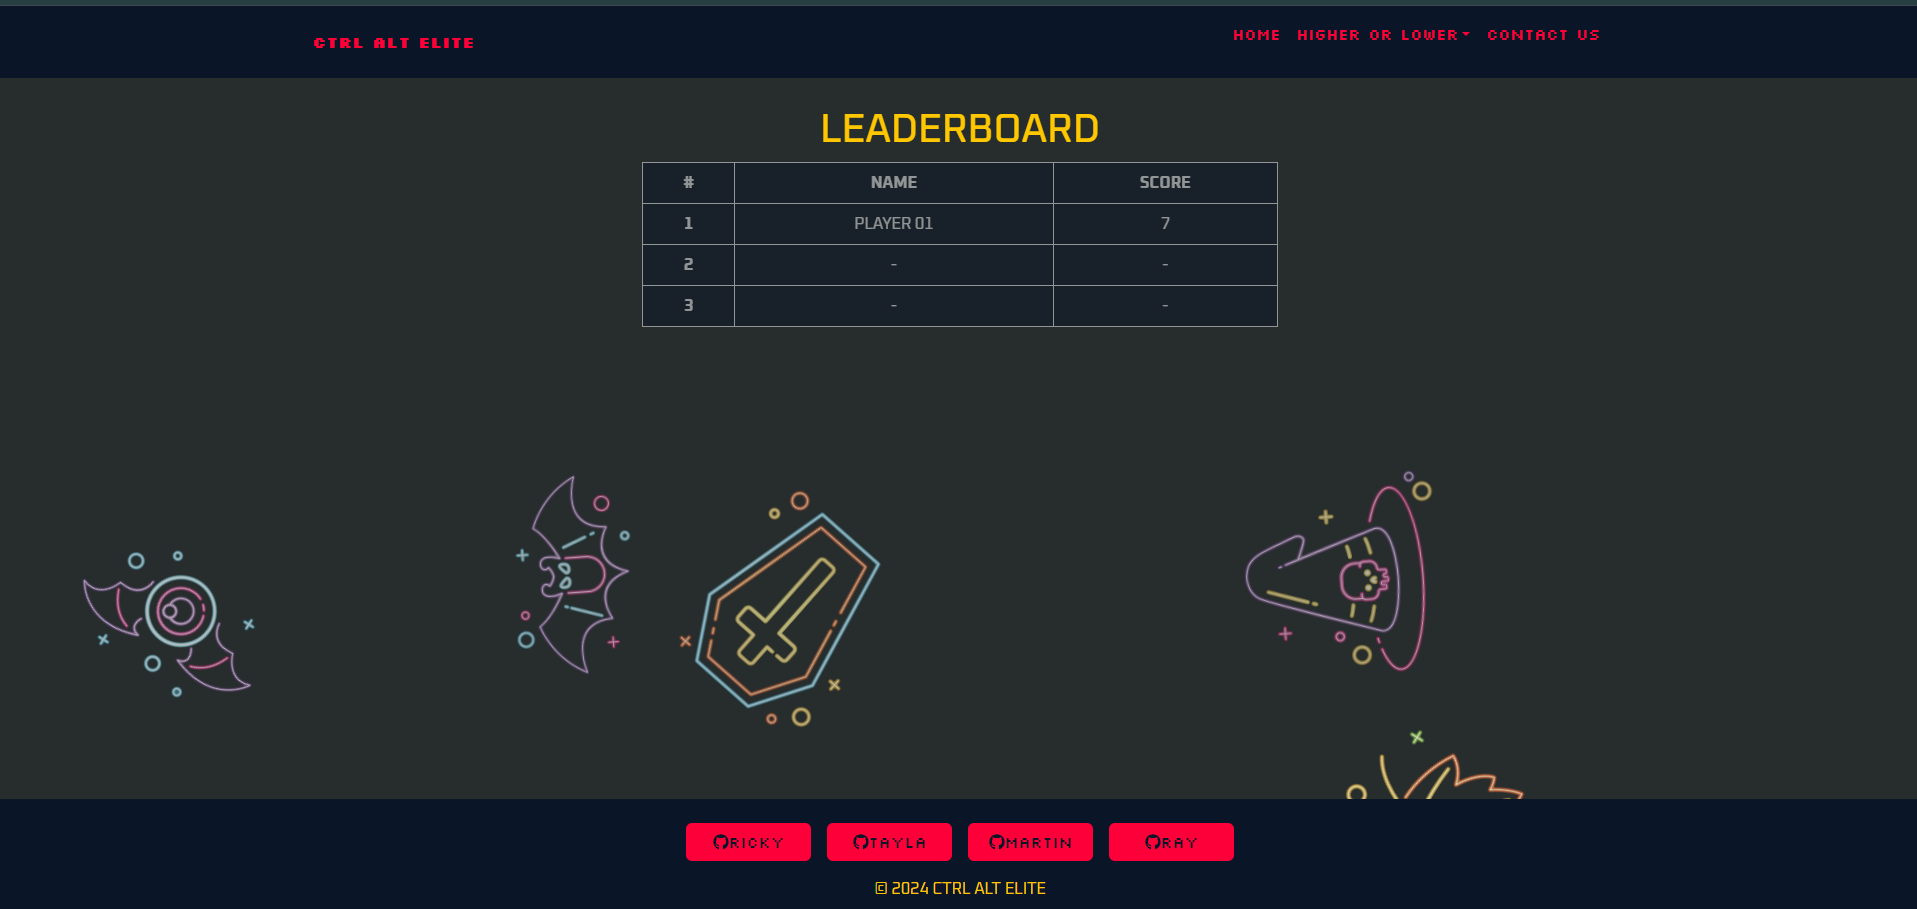 CTRL ALT ELITE
HOME HIGHER OR LOWER CONTACT US
LEADERBOARD
# NAME SCORE
1 PLAYER 01 7
2 - -
3 - -
RICKY TAYLA MARTIN RAY
© 2024 CTRL ALT ELITE